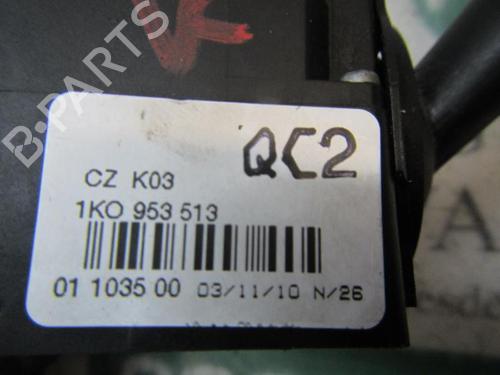 K
B-PARTS
QC2
CZ K03
1KO 953 513
01 1035 00 03/11/10 N/26